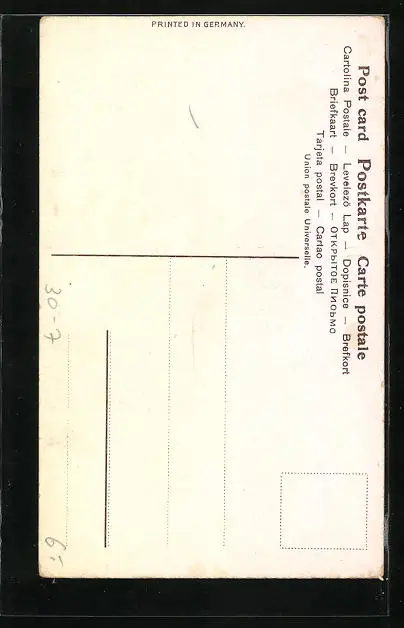 PRINTED IN GERMANY.
Post card Postkarte Carte postale
Cartolina Postale — Levelező Lap — Dopisnice — Brefkort
Briefkaart — Brevkort — ОТКРЫТОЕ ПИСЬМО
Tarjeta postal — Cartao postal
Union postale Universelle.
30-7
6.-